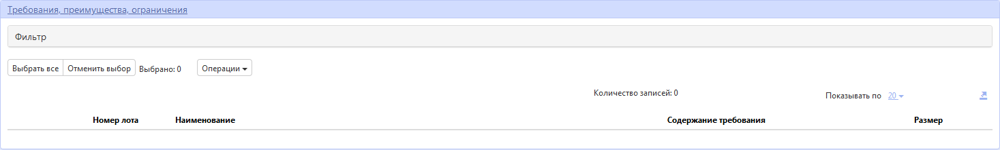 Требования, преимущества, ограничения
Фильтр
Выбрать все Отменить выбор Выбрано: 0 Операции
Количество записей: 0 Показывать по 20
Номер лота Наименование Содержание требования Размер